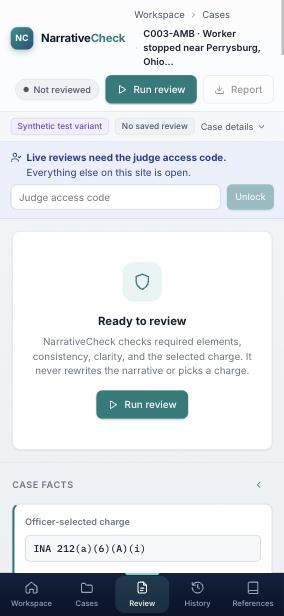 Workspace > Cases
NC NarrativeCheck
C003-AMB · Worker
stopped near Perrysburg,
Ohio...
Not reviewed
Run review
Report
Synthetic test variant
No saved review
Case details
Live reviews need the judge access code.
Everything else on this site is open.
Judge access code
Unlock
Ready to review
NarrativeCheck checks required elements,
consistency, clarity, and the selected charge. It
never rewrites the narrative or picks a charge.
Run review
CASE FACTS
Officer-selected charge
INA 212(a)(6)(A)(i)
Workspace
Cases
Review
History
References